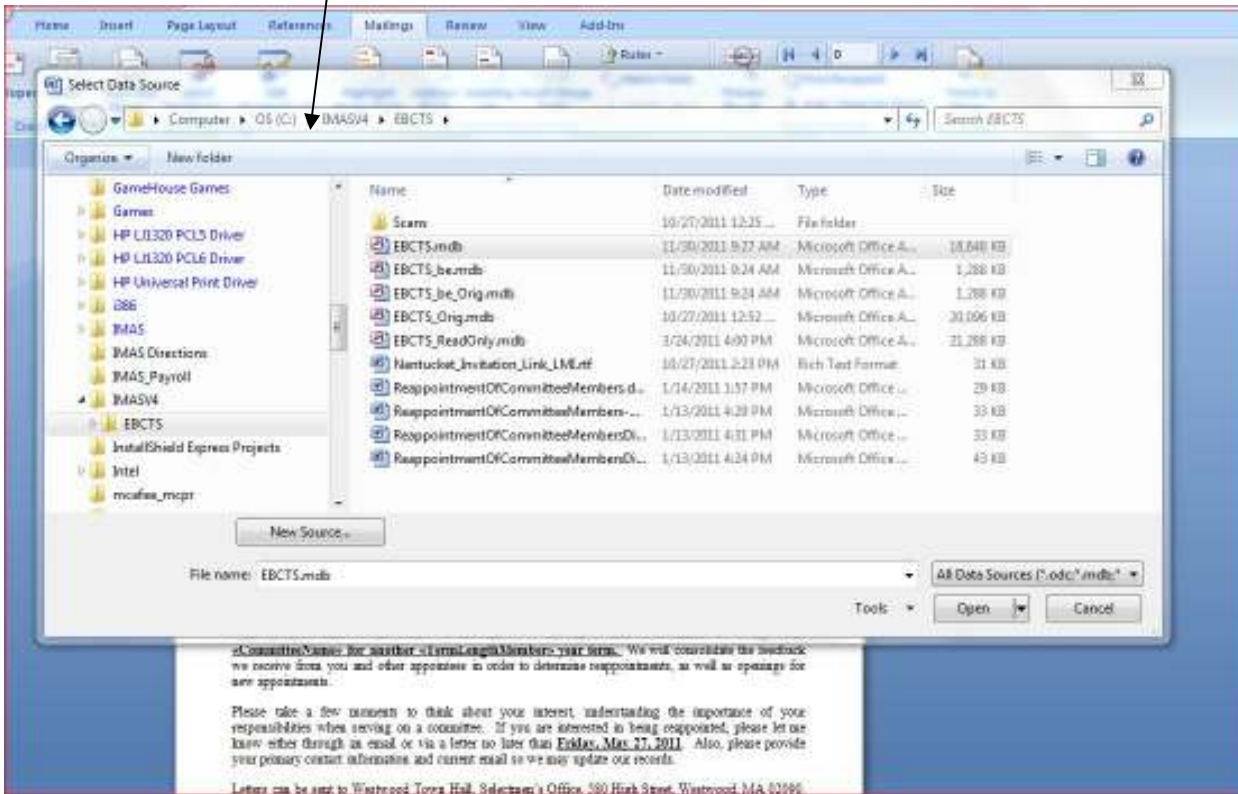 Home Insert Page Layout References Mailings Review View Add-Ins
Rules
0
Select Data Source
Computer OS (C:) IMASV4 EBCTS
Search EBCTS
Organize New folder
Name Date modified Type Size
GameHouse Games
Games
HP LJ1320 PCL5 Driver
HP LJ1320 PCL6 Driver
HP Universal Print Driver
i386
IMAS
IMAS Directions
IMAS_Payroll
IMASV4
EBCTS
InstallShield Express Projects
Intel
mcafee_mcpr
Scans 10/27/2011 12:25 ... File folder
EBCTS.mdb 11/30/2011 9:27 AM Microsoft Office A... 18,648 KB
EBCTS_be.mdb 11/30/2011 9:24 AM Microsoft Office A... 1,288 KB
EBCTS_be_Orig.mdb 11/30/2011 9:24 AM Microsoft Office A... 1,288 KB
EBCTS_Orig.mdb 10/27/2011 12:52 ... Microsoft Office A... 20,096 KB
EBCTS_ReadOnly.mdb 3/24/2011 4:00 PM Microsoft Office A... 21,288 KB
Nantucket_Invitation_Link_LMI.rtf 10/27/2011 2:23 PM Rich Text Format 31 KB
ReappointmentOfCommitteeMembers.d... 1/14/2011 1:57 PM Microsoft Office ... 29 KB
ReappointmentOfCommitteeMembers-... 1/13/2011 4:20 PM Microsoft Office ... 33 KB
ReappointmentOfCommitteeMembersDi... 1/13/2011 4:31 PM Microsoft Office ... 33 KB
ReappointmentOfCommitteeMembersDi... 1/13/2011 4:24 PM Microsoft Office ... 43 KB
New Source...
File name: EBCTS.mdb
All Data Sources (*.odc;*.mdb;*
Tools Open Cancel
«CommitteeName» for another «TermLengthMember» year term. We will consolidate the feedback
we receive from you and other appointees in order to determine reappointments, as well as openings for
new appointments.
Please take a few moments to think about your interest, understanding the importance of your
responsibilities when serving on a committee. If you are interested in being reappointed, please let me
know either through an email or via a letter no later than Friday, May 27, 2011. Also, please provide
your primary contact information and current email so we may update our records.
Letters can be sent to Westwood Town Hall, Selectmen's Office, 580 High Street, Westwood, MA 02090.